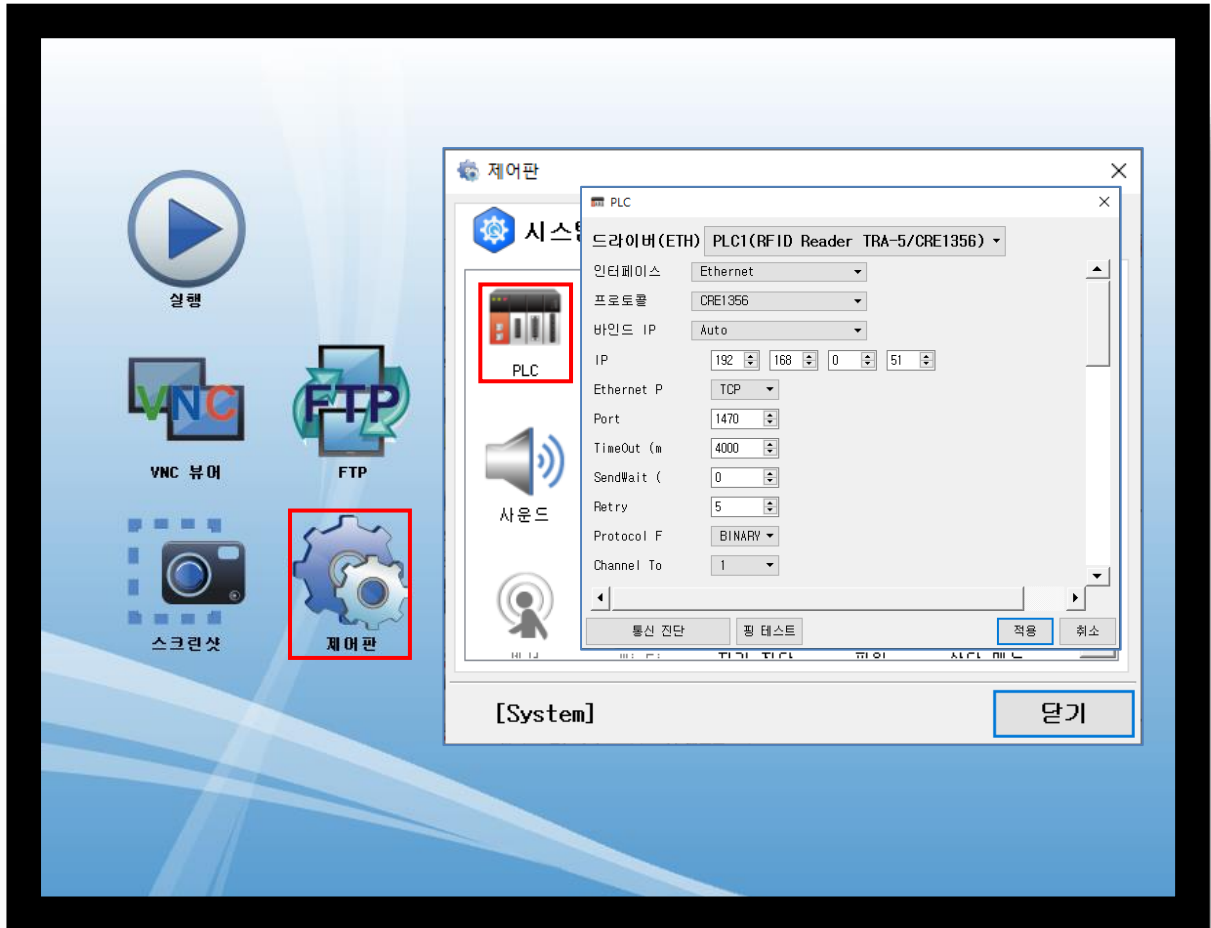 실행
VNC
VNC 뷰어
FTP
FTP
스크린샷
제어판
제어판
시스템
PLC
사운드
[System]
닫기
PLC
드라이버(ETH) PLC1(RFID Reader TRA-5/CRE1356)
인터페이스 Ethernet
프로토콜 CRE1356
바인드 IP Auto
IP 192 168 0 51
Ethernet P TCP
Port 1470
TimeOut (m 4000
SendWait ( 0
Retry 5
Protocol F BINARY
Channel To 1
통신 진단 핑 테스트 적용 취소